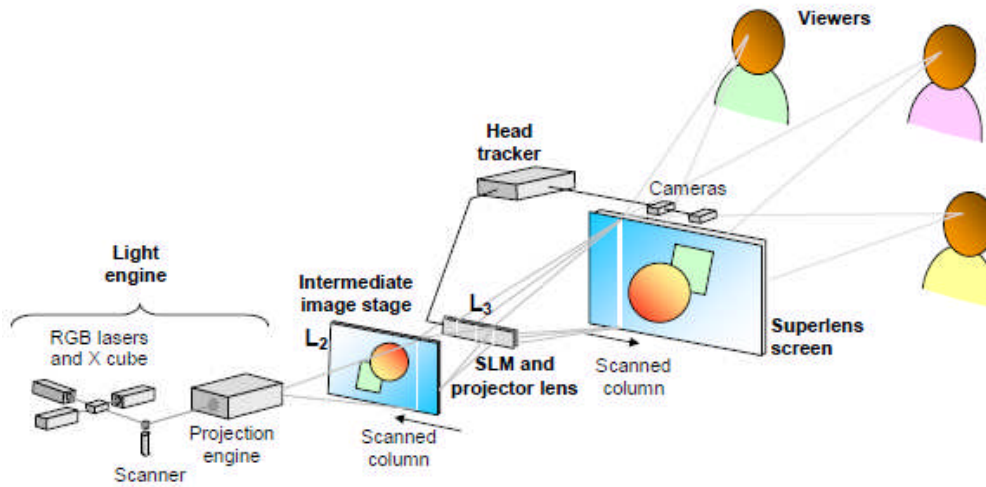 Viewers
Head
tracker
Cameras
Light
engine
Intermediate
image stage
L3
RGB lasers
and X cube
L2
SLM and
projector lens
Superlens
screen
Scanned
column
Projection
engine
Scanned
column
Scanner